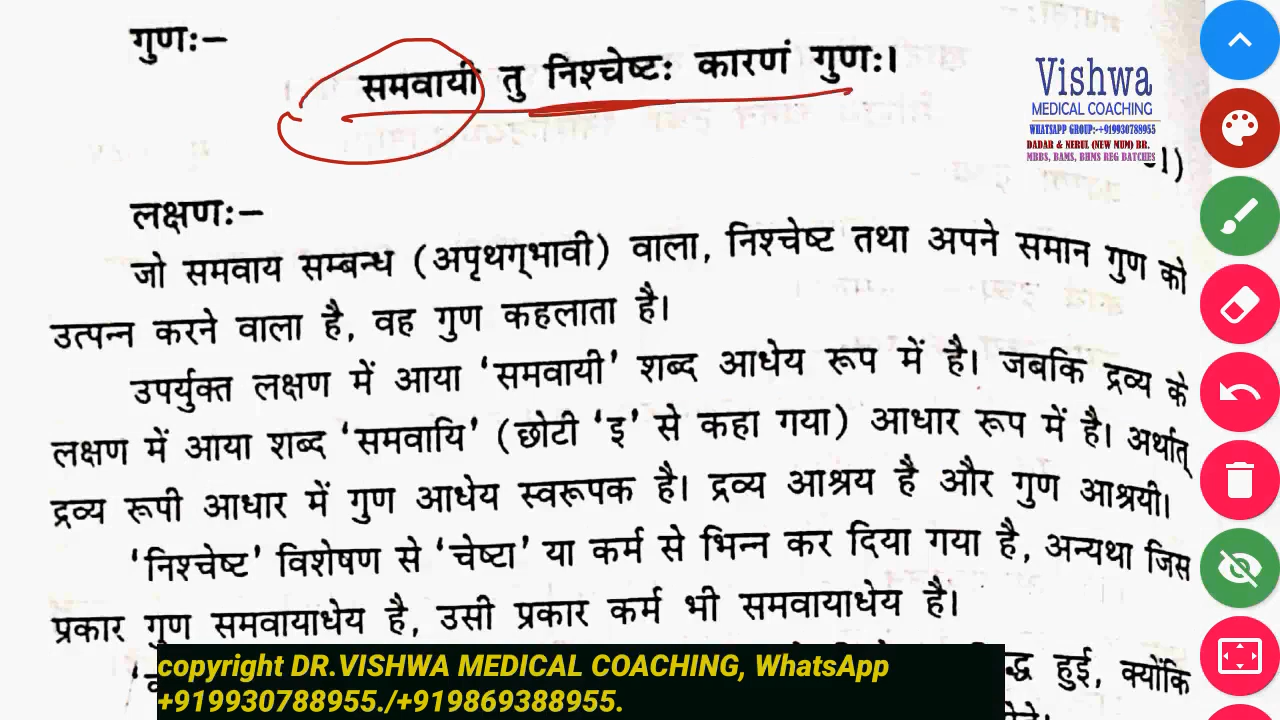 गुणः–
समवायी तु निश्चेष्टः कारणं गुणः।
Vishwa
MEDICAL COACHING
WHATSAPP GROUP:-+919930788955
DADAR & NERUL (NEW MUM) BR.
MBBS, BAMS, BHMS REG BATCHES
लक्षणः–
जो समवाय सम्बन्ध (अपृथग्भावी) वाला, निश्चेष्ट तथा अपने समान गुण को
उत्पन्न करने वाला है, वह गुण कहलाता है।
उपर्युक्त लक्षण में आया ‘समवायी’ शब्द आधेय रूप में है। जबकि द्रव्य के
लक्षण में आया शब्द ‘समवायि’ (छोटी ‘इ’ से कहा गया) आधार रूप में है। अर्थात्
द्रव्य रूपी आधार में गुण आधेय स्वरूपक है। द्रव्य आश्रय है और गुण आश्रयी।
‘निश्चेष्ट’ विशेषण से ‘चेष्टा’ या कर्म से भिन्न कर दिया गया है, अन्यथा जिस
प्रकार गुण समवायाधेय है, उसी प्रकार कर्म भी समवायाधेय है।
हुई, क्योंकि
copyright DR.VISHWA MEDICAL COACHING, WhatsApp
+919930788955./+919869388955.